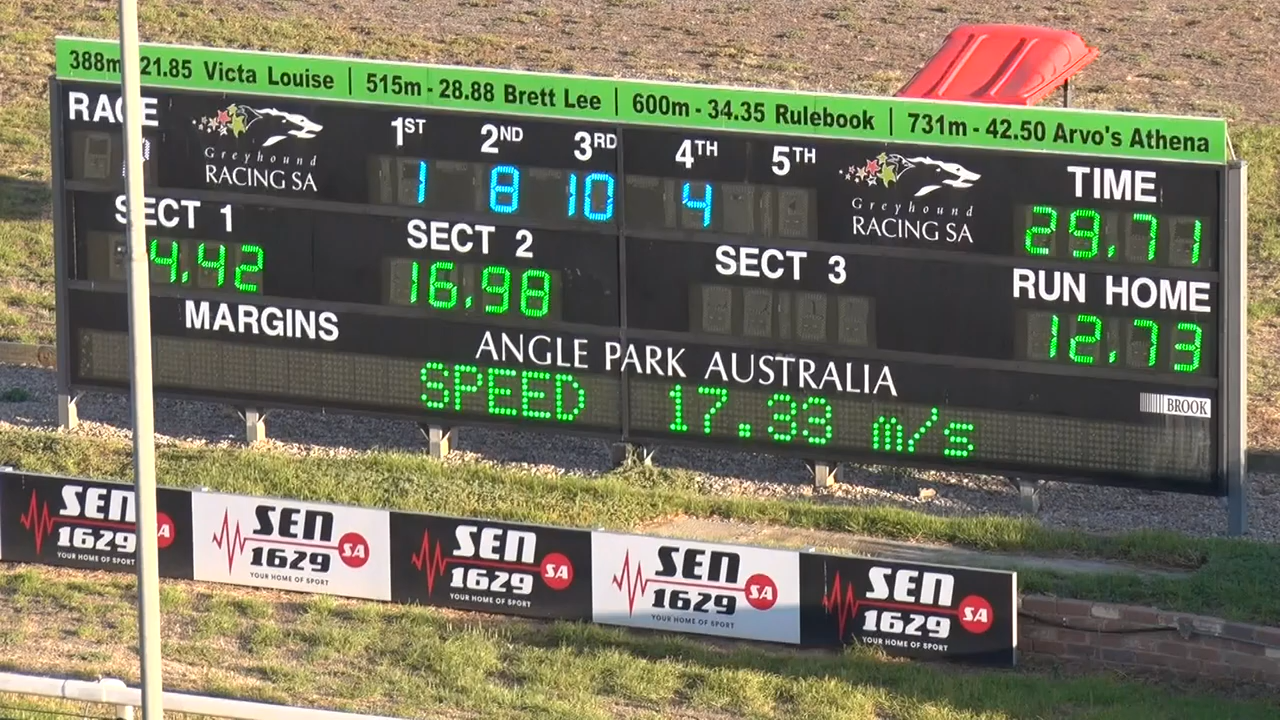 388m 21.85 Victa Louise | 515m - 28.88 Brett Lee | 600m - 34.35 Rulebook | 731m - 42.50 Arvo's Athena
RACE
Greyhound
RACING SA
1ST 2ND 3RD 4TH 5TH
1 8 10 4
Greyhound
RACING SA
TIME
29.71
SECT 1
4.42
SECT 2
16.98
SECT 3
RUN HOME
12.73
MARGINS
ANGLE PARK AUSTRALIA
SPEED 17.39 m/s
BROOK
SEN
1629 SA
YOUR HOME OF SPORT
SEN
1629 SA
YOUR HOME OF SPORT
SEN
1629 SA
YOUR HOME OF SPORT
SEN
1629 SA
YOUR HOME OF SPORT
SEN
1629 SA
YOUR HOME OF SPORT